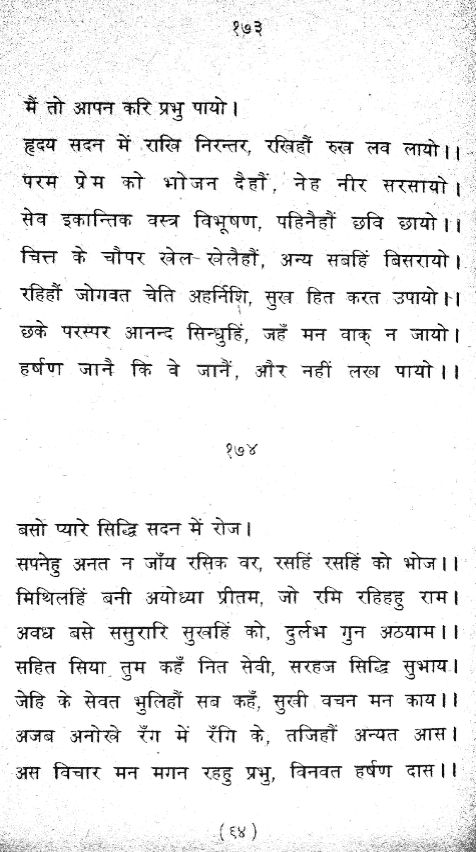 १७३
मैं तो आपन करि प्रभु पायो।
हृदय सदन में राखि निरन्तर, रखिहौं रुख लव लायो।।
परम प्रेम को भोजन दैहौं, नेह नीर सरसायो।
सेव इकान्तिक वस्त्र विभूषण, पहिनैहौं छवि छायो।।
चित्त के चौपर खेल खेलैहौं, अन्य सबहिं बिसरायो।
रहिहौं जोगवत चेति अहर्निशि, सुख हित करत उपायो।।
छके परस्पर आनन्द सिन्धुहिं, जहँ मन वाक् न जायो।
हर्षण जानै कि वे जानैं, और नहीं लख पायो।।
१७४
बसों प्यारे सिद्धि सदन में रोज।
सपनेहु अनत न जाँय रसिक वर, रसहिं रसहिं को भोज।।
मिथिलहिं बनी अयोध्या प्रीतम, जो रमि रहिहहु राम।
अवध बसे ससुरारि सुखहिं को, दुर्लभ गुन अठयाम।।
सहित सिया तुम कहँ नित सेवी, सरहज सिद्धि सुभाय।
जेहि के सेवत भुलिहौं सब कहँ, सुखी वचन मन काय।।
अजब अनोखे रँग में रँगि के, तजिहौं अन्यत आस।
अस विचार मन मगन रहहु प्रभु, विनवत हर्षण दास।।
(६४)